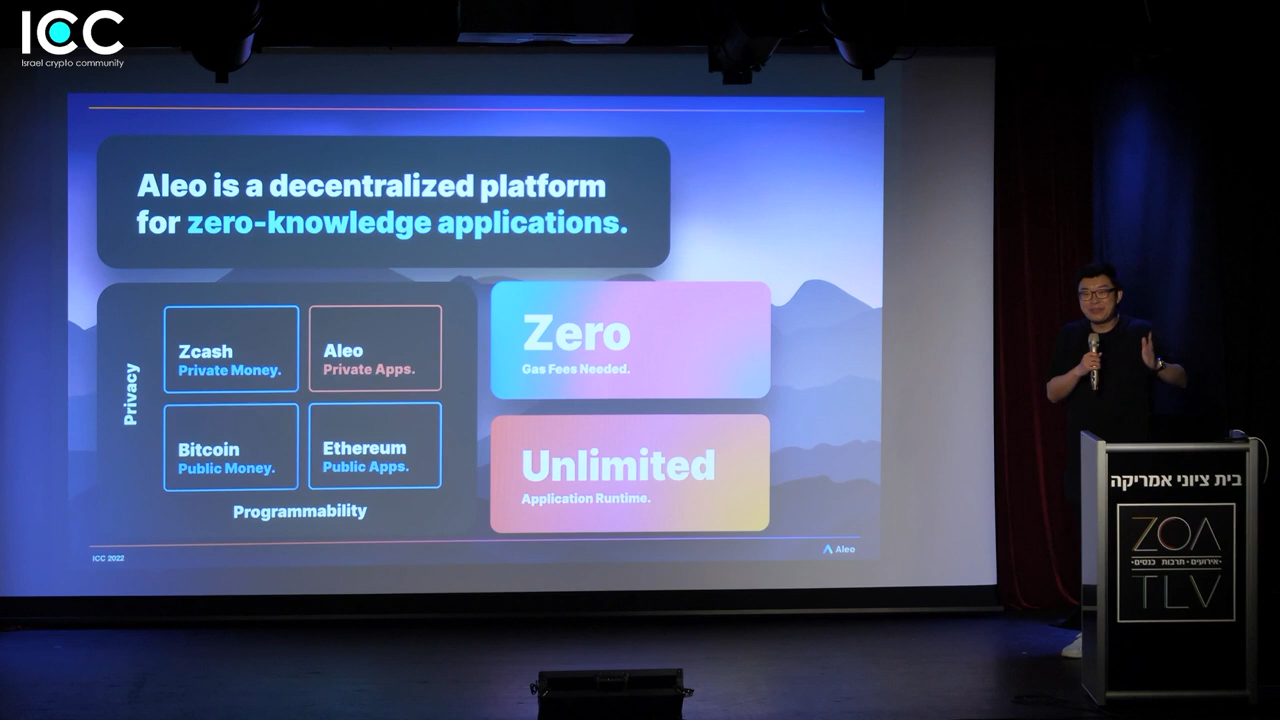 ICC
Israel crypto community
Aleo is a decentralized platform
for zero-knowledge applications.
Privacy
Zcash
Private Money.
Aleo
Private Apps.
Bitcoin
Public Money.
Ethereum
Public Apps.
Programmability
Zero
Gas Fees Needed.
Unlimited
Application Runtime.
ICC 2022
Aleo
בית ציוני אמריקה
ZOA
•אירועים • תרבות כנסים•
TLV